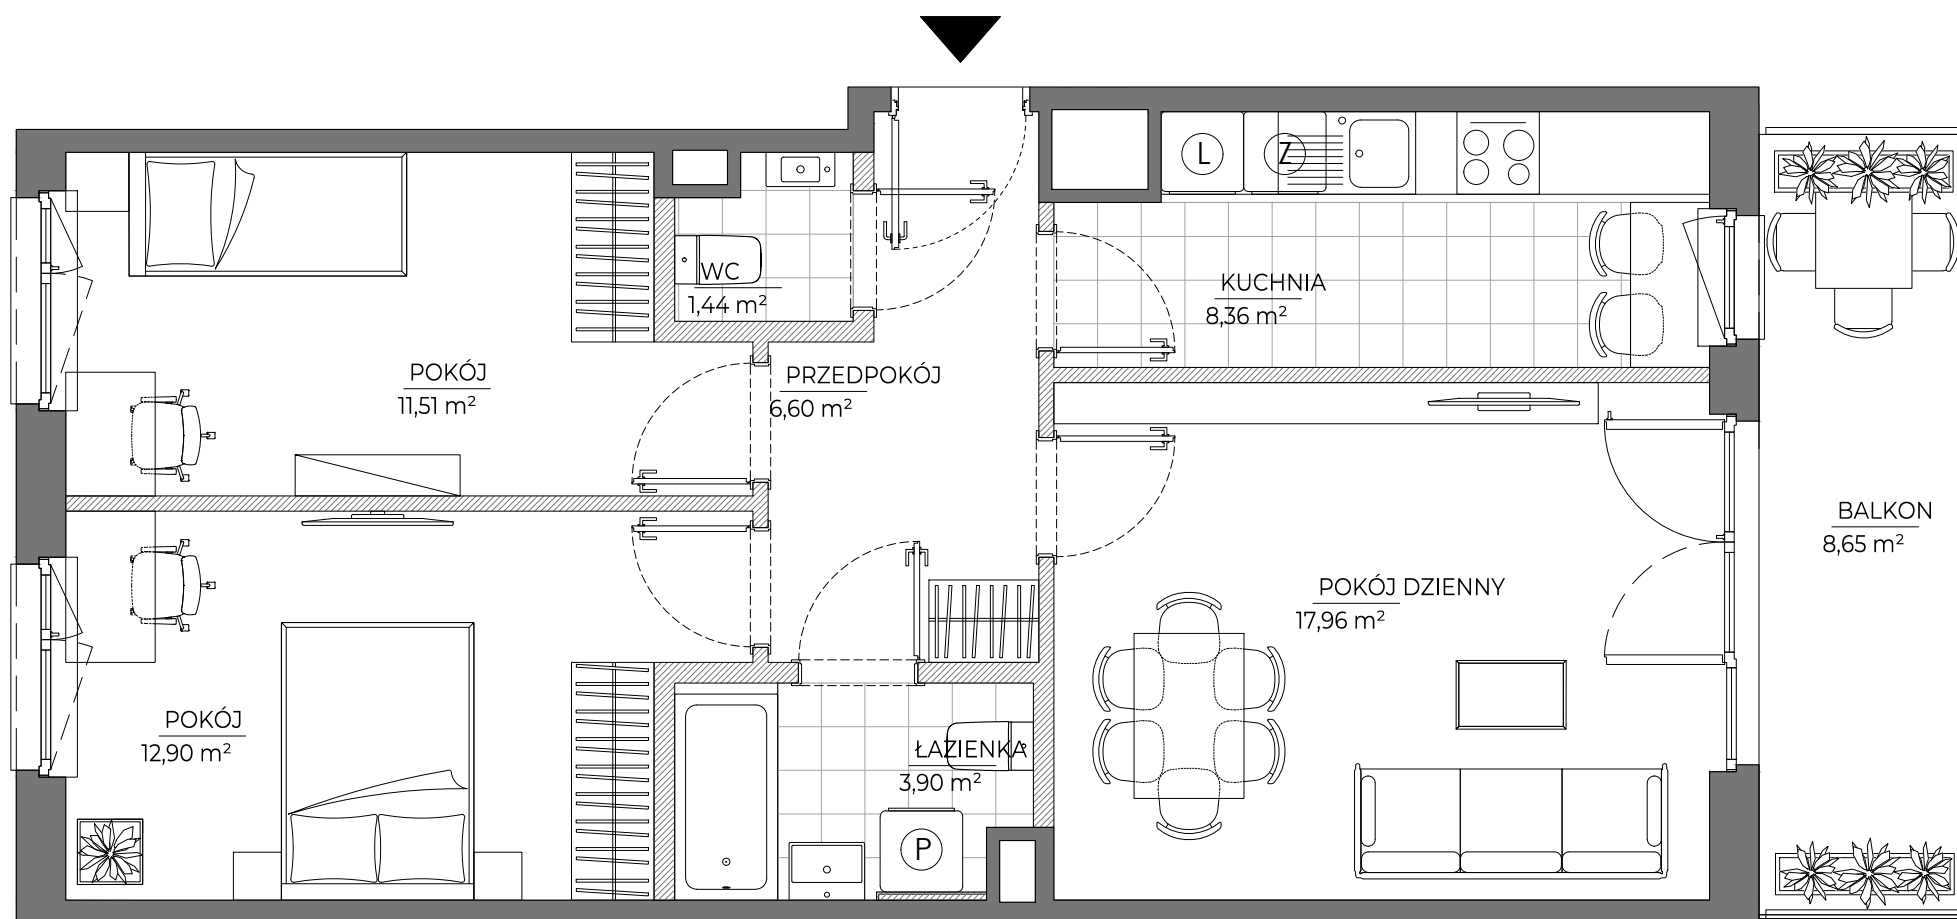 L
Z
WC
1,44 m²
KUCHNIA
8,36 m²
POKÓJ
11,51 m²
PRZEDPOKÓJ
6,60 m²
BALKON
8,65 m²
POKÓJ DZIENNY
17,96 m²
POKÓJ
12,90 m²
ŁAZIENKA
3,90 m²
P